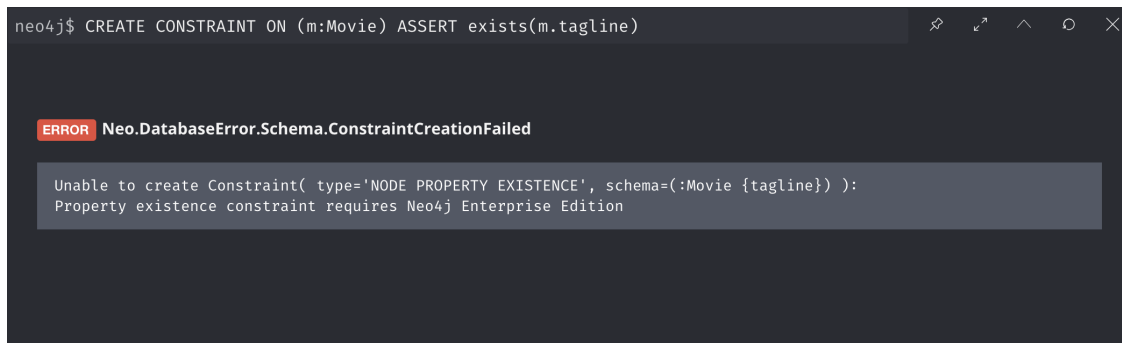 neo4j$ CREATE CONSTRAINT ON (m:Movie) ASSERT exists(m.tagline)
ERROR Neo.DatabaseError.Schema.ConstraintCreationFailed
Unable to create Constraint( type='NODE PROPERTY EXISTENCE', schema=(:Movie {tagline}) ):
Property existence constraint requires Neo4j Enterprise Edition